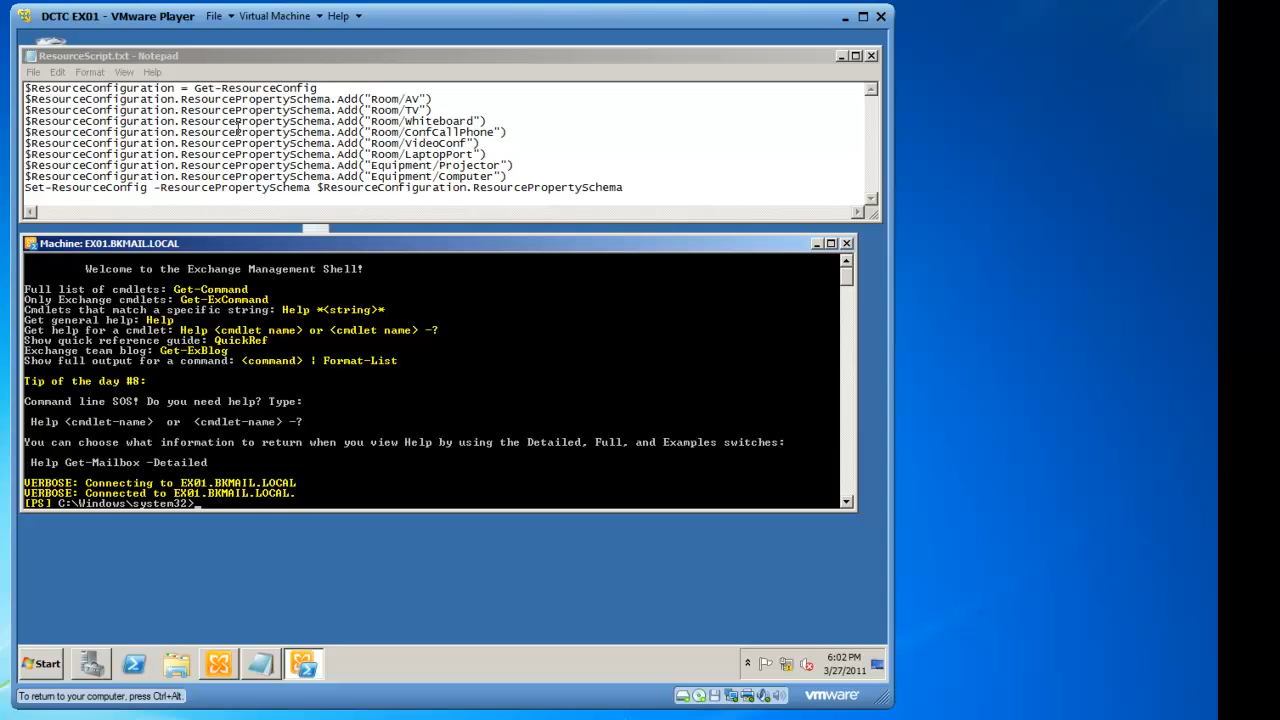 DCTC EX01 - VMware Player File Virtual Machine Help
ResourceScript.txt - Notepad
File Edit Format View Help
$ResourceConfiguration = Get-ResourceConfig
$ResourceConfiguration.ResourcePropertySchema.Add("Room/AV")
$ResourceConfiguration.ResourcePropertySchema.Add("Room/TV")
$ResourceConfiguration.ResourcePropertySchema.Add("Room/Whiteboard")
$ResourceConfiguration.ResourcePropertySchema.Add("Room/ConfCallPhone")
$ResourceConfiguration.ResourcePropertySchema.Add("Room/VideoConf")
$ResourceConfiguration.ResourcePropertySchema.Add("Room/LaptopPort")
$ResourceConfiguration.ResourcePropertySchema.Add("Equipment/Projector")
$ResourceConfiguration.ResourcePropertySchema.Add("Equipment/Computer")
Set-ResourceConfig -ResourcePropertySchema $ResourceConfiguration.ResourcePropertySchema
Machine: EX01.BKMAIL.LOCAL
Welcome to the Exchange Management Shell!
Full list of cmdlets: Get-Command
Only Exchange cmdlets: Get-ExCommand
Cmdlets that match a specific string: Help *<string>*
Get general help: Help
Get help for a cmdlet: Help <cmdlet name> or <cmdlet name> -?
Show quick reference guide: QuickRef
Exchange team blog: Get-ExBlog
Show full output for a command: <command> | Format-List
Tip of the day #8:
Command line SOS! Do you need help? Type:
Help <cmdlet-name> or <cmdlet-name> -?
You can choose what information to return when you view Help by using the Detailed, Full, and Examples switches:
Help Get-Mailbox -Detailed
VERBOSE: Connecting to EX01.BKMAIL.LOCAL
VERBOSE: Connected to EX01.BKMAIL.LOCAL.
[PS] C:\Windows\system32>_
Start
6:02 PM
3/27/2011
To return to your computer, press Ctrl+Alt.
vmware